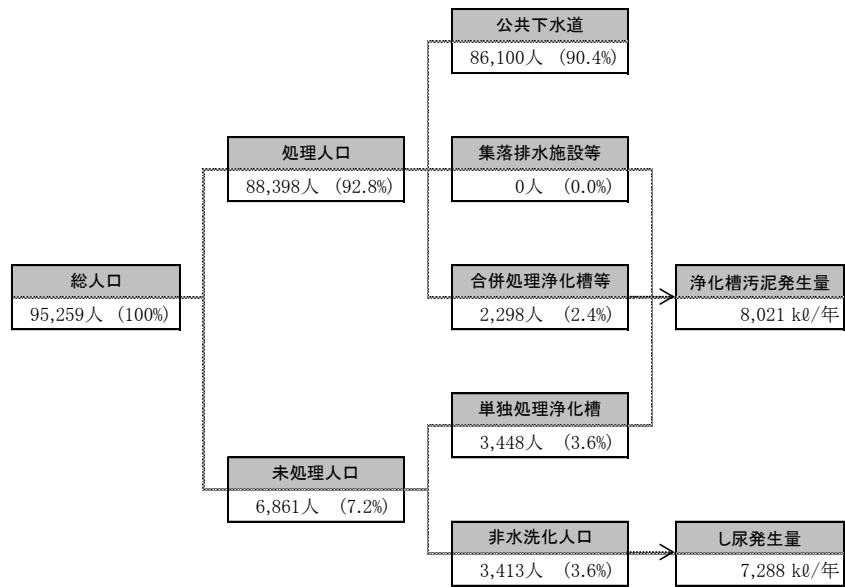 公共下水道
86,100人 (90.4%)
処理人口
88,398人 (92.8%)
集落排水施設等
0人 (0.0%)
総人口
95,259人 (100%)
合併処理浄化槽等
2,298人 (2.4%)
浄化槽汚泥発生量
8,021 kℓ/年
単独処理浄化槽
3,448人 (3.6%)
未処理人口
6,861人 (7.2%)
非水洗化人口
3,413人 (3.6%)
し尿発生量
7,288 kℓ/年